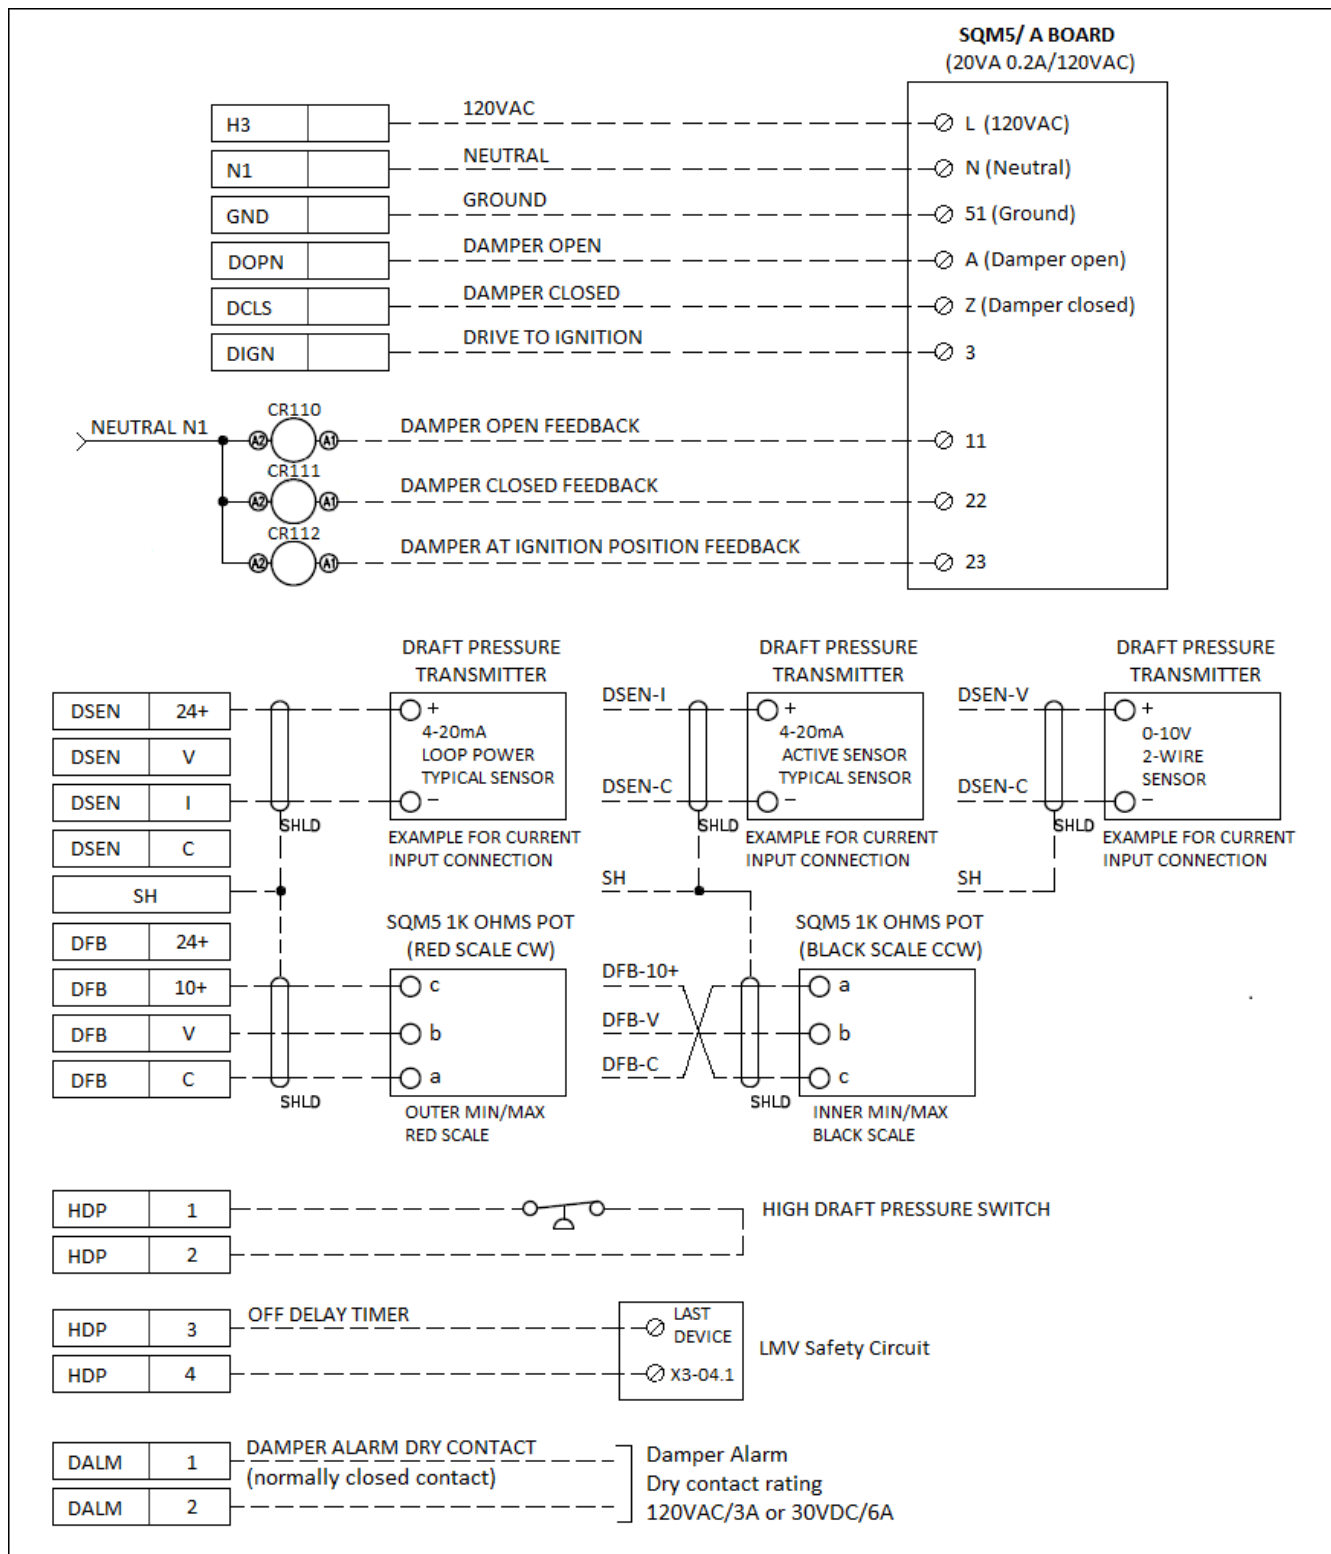 SQM5/ A BOARD
(20VA 0.2A/120VAC)
H3 120VAC L (120VAC)
N1 NEUTRAL N (Neutral)
GND GROUND 51 (Ground)
DOPN DAMPER OPEN A (Damper open)
DCLS DAMPER CLOSED Z (Damper closed)
DIGN DRIVE TO IGNITION 3
CR110
NEUTRAL N1 A2 A1 DAMPER OPEN FEEDBACK 11
CR111
A2 A1 DAMPER CLOSED FEEDBACK 22
CR112
A2 A1 DAMPER AT IGNITION POSITION FEEDBACK 23
DRAFT PRESSURE
TRANSMITTER
DRAFT PRESSURE
TRANSMITTER
DRAFT PRESSURE
TRANSMITTER
DSEN 24+
DSEN V
DSEN I
DSEN C
SH
DFB 24+
DFB 10+
DFB V
DFB C
+
4-20mA
LOOP POWER
TYPICAL SENSOR
–
SHLD
EXAMPLE FOR CURRENT
INPUT CONNECTION
DSEN-I
+
4-20mA
ACTIVE SENSOR
TYPICAL SENSOR
DSEN-C
–
SHLD
EXAMPLE FOR CURRENT
INPUT CONNECTION
SH
DSEN-V
+
0-10V
2-WIRE
SENSOR
DSEN-C
–
SHLD
EXAMPLE FOR CURRENT
INPUT CONNECTION
SH
SQM5 1K OHMS POT
(RED SCALE CW)
c
b
a
SHLD
OUTER MIN/MAX
RED SCALE
SQM5 1K OHMS POT
(BLACK SCALE CCW)
DFB-10+ a
DFB-V b
DFB-C c
SHLD
INNER MIN/MAX
BLACK SCALE
HDP 1 HIGH DRAFT PRESSURE SWITCH
HDP 2
HDP 3 OFF DELAY TIMER LAST
DEVICE
LMV Safety Circuit
HDP 4 X3-04.1
DALM 1 DAMPER ALARM DRY CONTACT
(normally closed contact)
DALM 2
Damper Alarm
Dry contact rating
120VAC/3A or 30VDC/6A